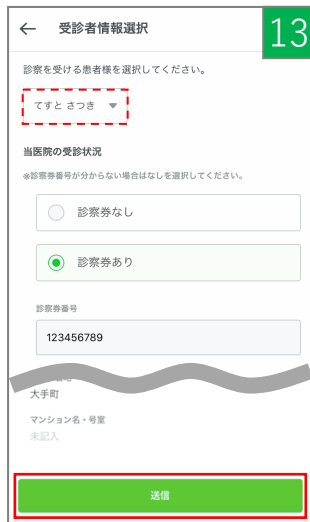 ← 受診者情報選択
13
診察を受ける患者様を選択してください。
てすと さつき ▼
当医院の受診状況
※診察券番号が分からない場合はなしを選択してください。
診察券なし
診察券あり
診察券番号
123456789
大手町
マンション名・号室
未記入
送信